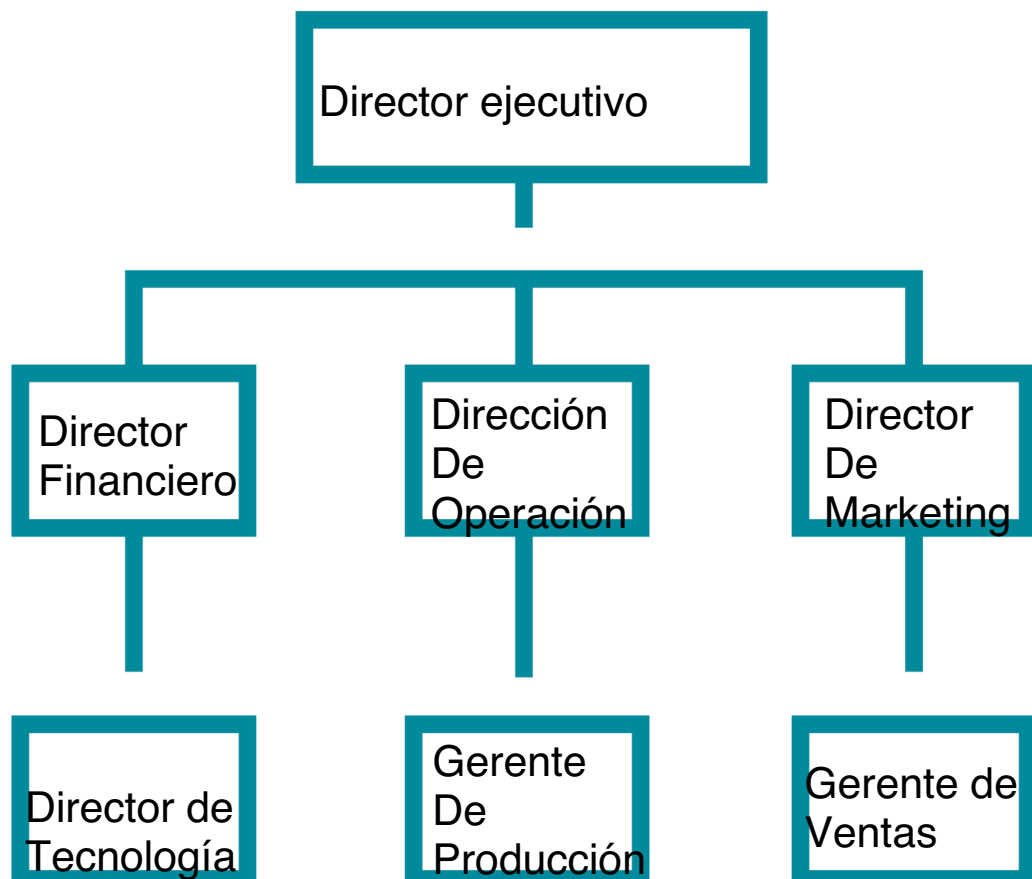 Director ejecutivo
Director
Financiero
Dirección
De
Operación
Director
De
Marketing
Director de
Tecnología
Gerente
De
Producción
Gerente de
Ventas